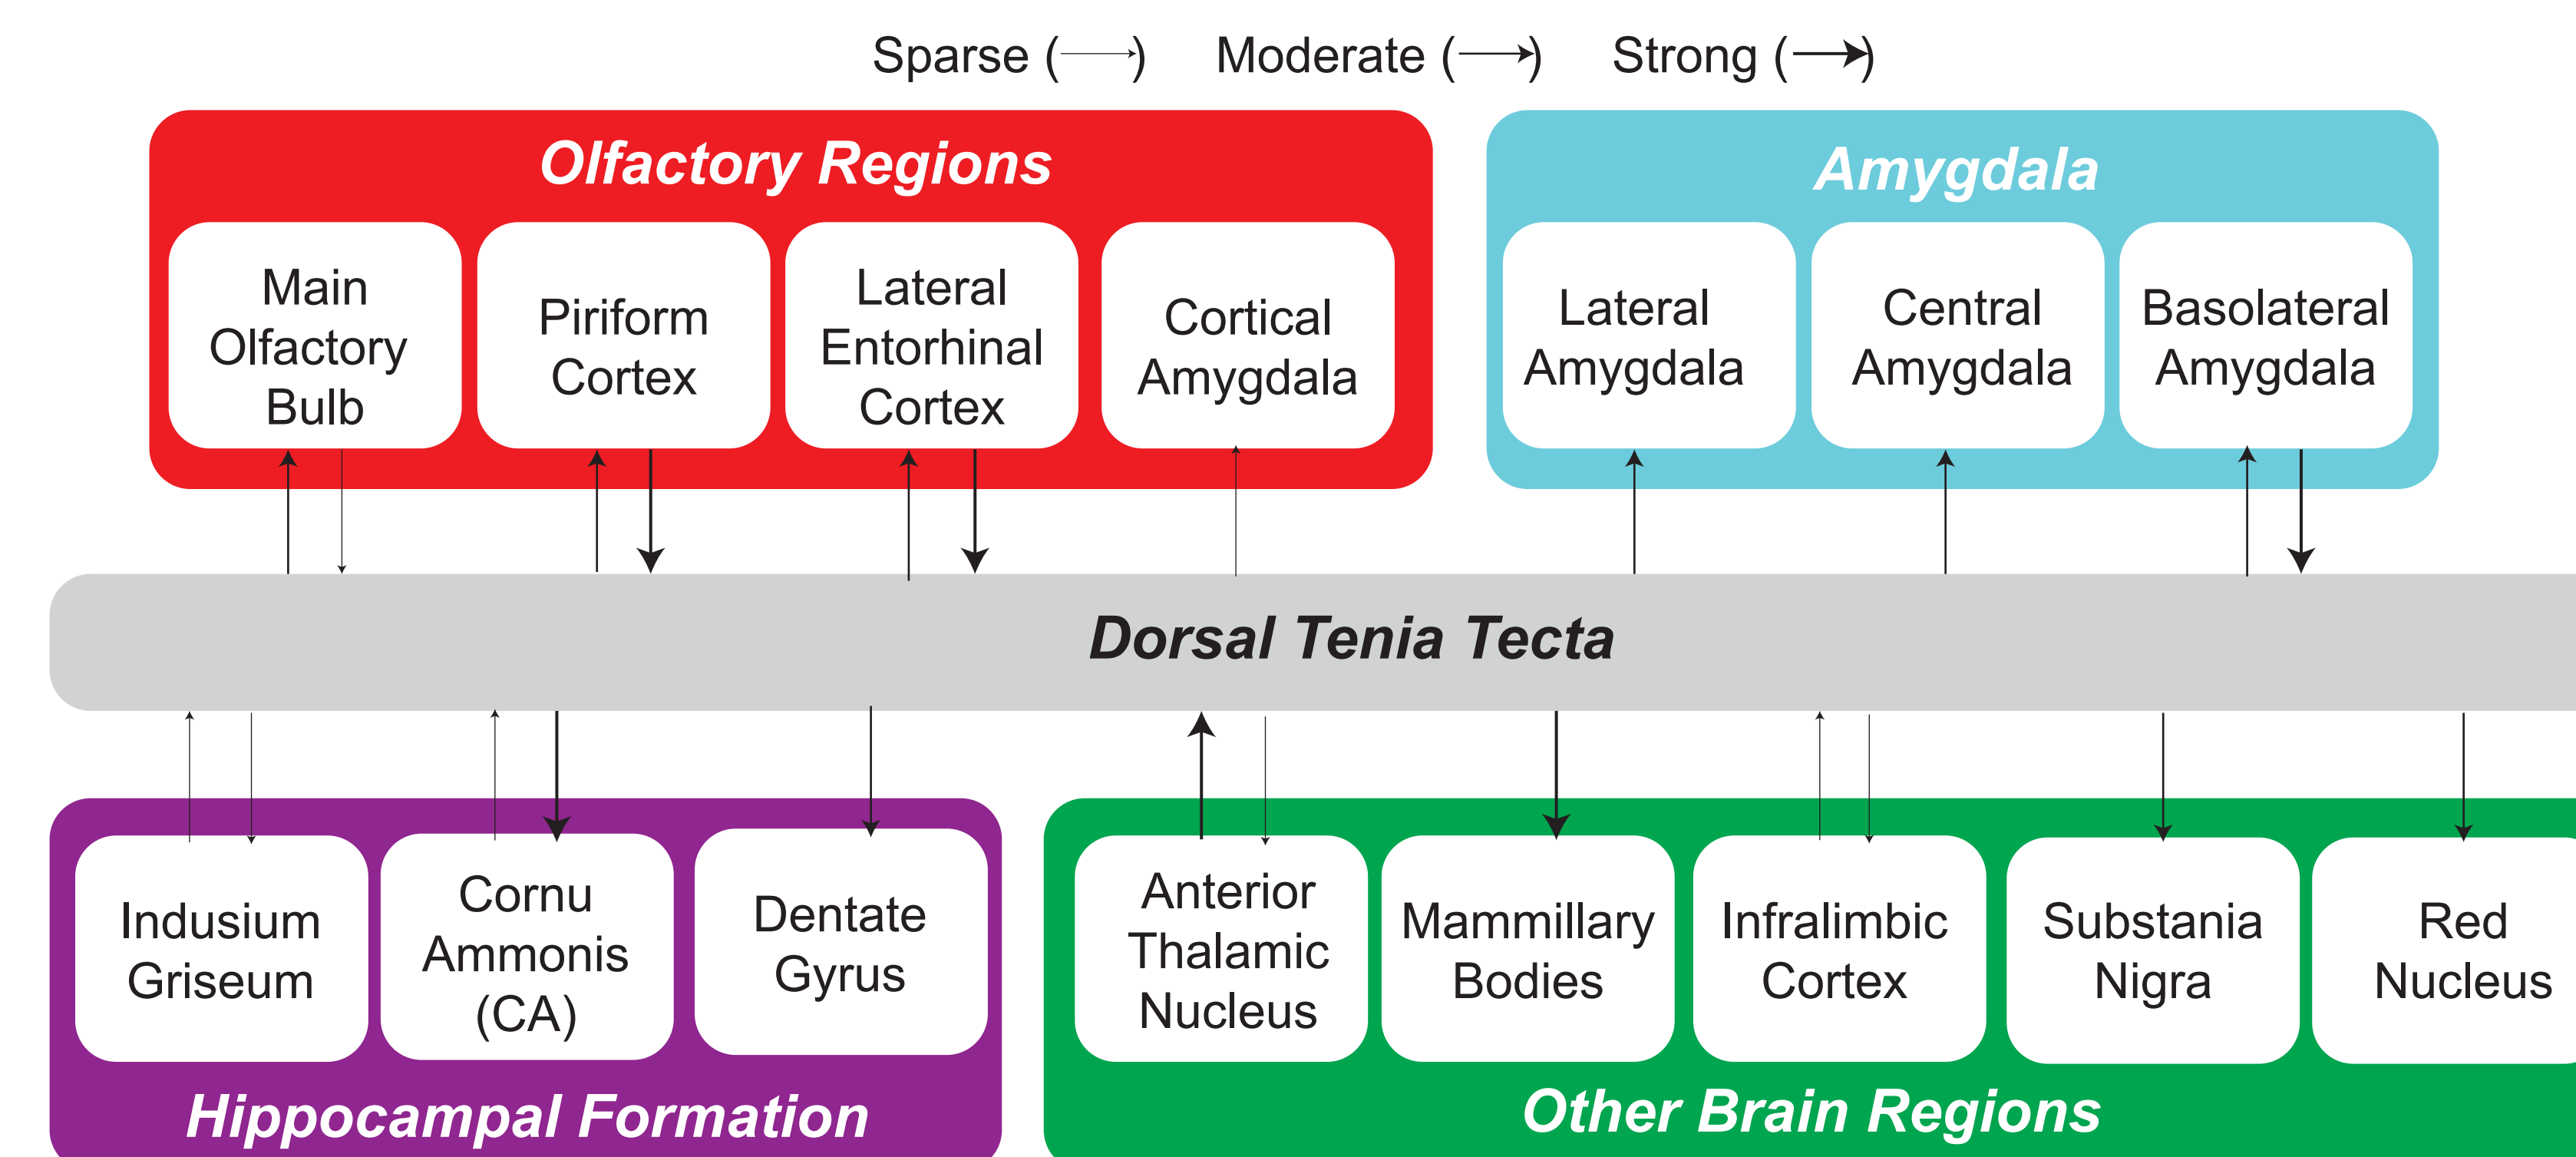 Sparse (⟶) Moderate (⟶) Strong (⟶)
Olfactory Regions
Main
Olfactory
Bulb
Piriform
Cortex
Lateral
Entorhinal
Cortex
Cortical
Amygdala
Amygdala
Lateral
Amygdala
Central
Amygdala
Basolateral
Amygdala
Dorsal Tenia Tecta
Indusium
Griseum
Cornu
Ammonis
(CA)
Dentate
Gyrus
Hippocampal Formation
Anterior
Thalamic
Nucleus
Mammillary
Bodies
Infralimbic
Cortex
Substania
Nigra
Red
Nucleus
Other Brain Regions